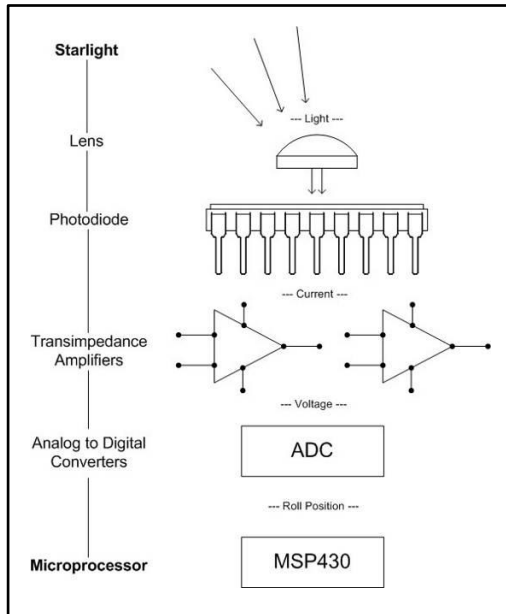 Starlight
--- Light ---
Lens
Photodiode
--- Current ---
Transimpedance
Amplifiers
--- Voltage ---
Analog to Digital
Converters
ADC
--- Roll Position ---
Microprocessor
MSP430